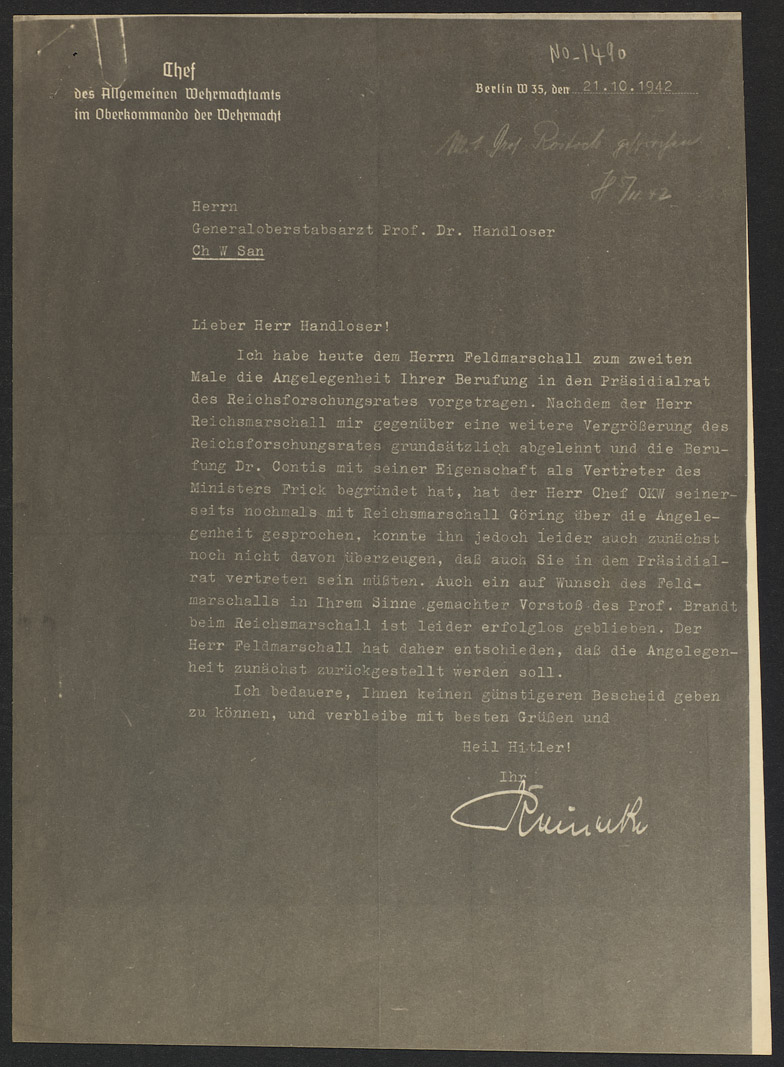 No-1490
Chef
des Allgemeinen Wehrmachtamts
im Oberkommando der Wehrmacht
Berlin W 35, den 21.10.1942
Mit Prof. Rostock gesprochen
H 7/11. 42
Herrn
Generaloberstabsarzt Prof. Dr. Handloser
Ch W San
Lieber Herr Handloser!
Ich habe heute dem Herrn Feldmarschall zum zweiten
Male die Angelegenheit Ihrer Berufung in den Präsidialrat
des Reichsforschungsrates vorgetragen. Nachdem der Herr
Reichsmarschall mir gegenüber eine weitere Vergrößerung des
Reichsforschungsrates grundsätzlich abgelehnt und die Beru-
fung Dr. Contis mit seiner Eigenschaft als Vertreter des
Ministers Frick begründet hat, hat der Herr Chef OKW seiner-
seits nochmals mit Reichsmarschall Göring über die Angele-
genheit gesprochen, konnte ihn jedoch leider auch zunächst
noch nicht davon überzeugen, daß auch Sie in dem Präsidial-
rat vertreten sein müßten. Auch ein auf Wunsch des Feld-
marschalls in Ihrem Sinne gemachter Vorstoß des Prof. Brandt
beim Reichsmarschall ist leider erfolglos geblieben. Der
Herr Feldmarschall hat daher entschieden, daß die Angelegen-
heit zunächst zurückgestellt werden soll.
Ich bedauere, Ihnen keinen günstigeren Bescheid geben
zu können, und verbleibe mit besten Grüßen und
Heil Hitler!
Ihr
Reinecke